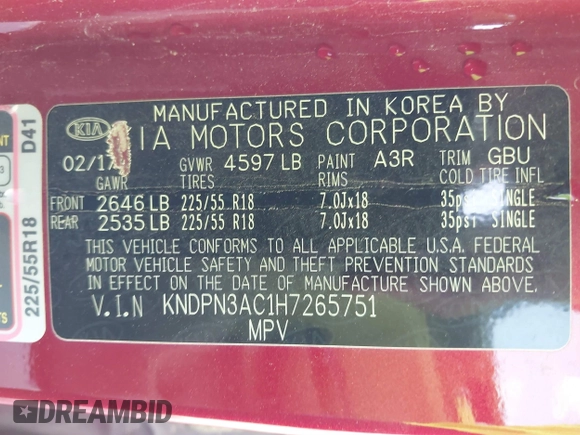 MANUFACTURED IN KOREA BY
KIA IA MOTORS CORPORATION
02/17 GVWR 4597 LB PAINT A3R TRIM GBU
GAWR TIRES RIMS COLD TIRE INFL
FRONT 2646 LB 225/55 R18 7.0Jx18 35psi SINGLE
REAR 2535 LB 225/55 R18 7.0Jx18 35psi SINGLE
THIS VEHICLE CONFORMS TO ALL APPLICABLE U.S.A. FEDERAL
MOTOR VEHICLE SAFETY AND THEFT PREVENTION STANDARDS
IN EFFECT ON THE DATE OF MANUFACTURE SHOWN ABOVE.
V.I.N KNDPN3AC1H7265751
MPV
225/55R18 D41
DREAMBID